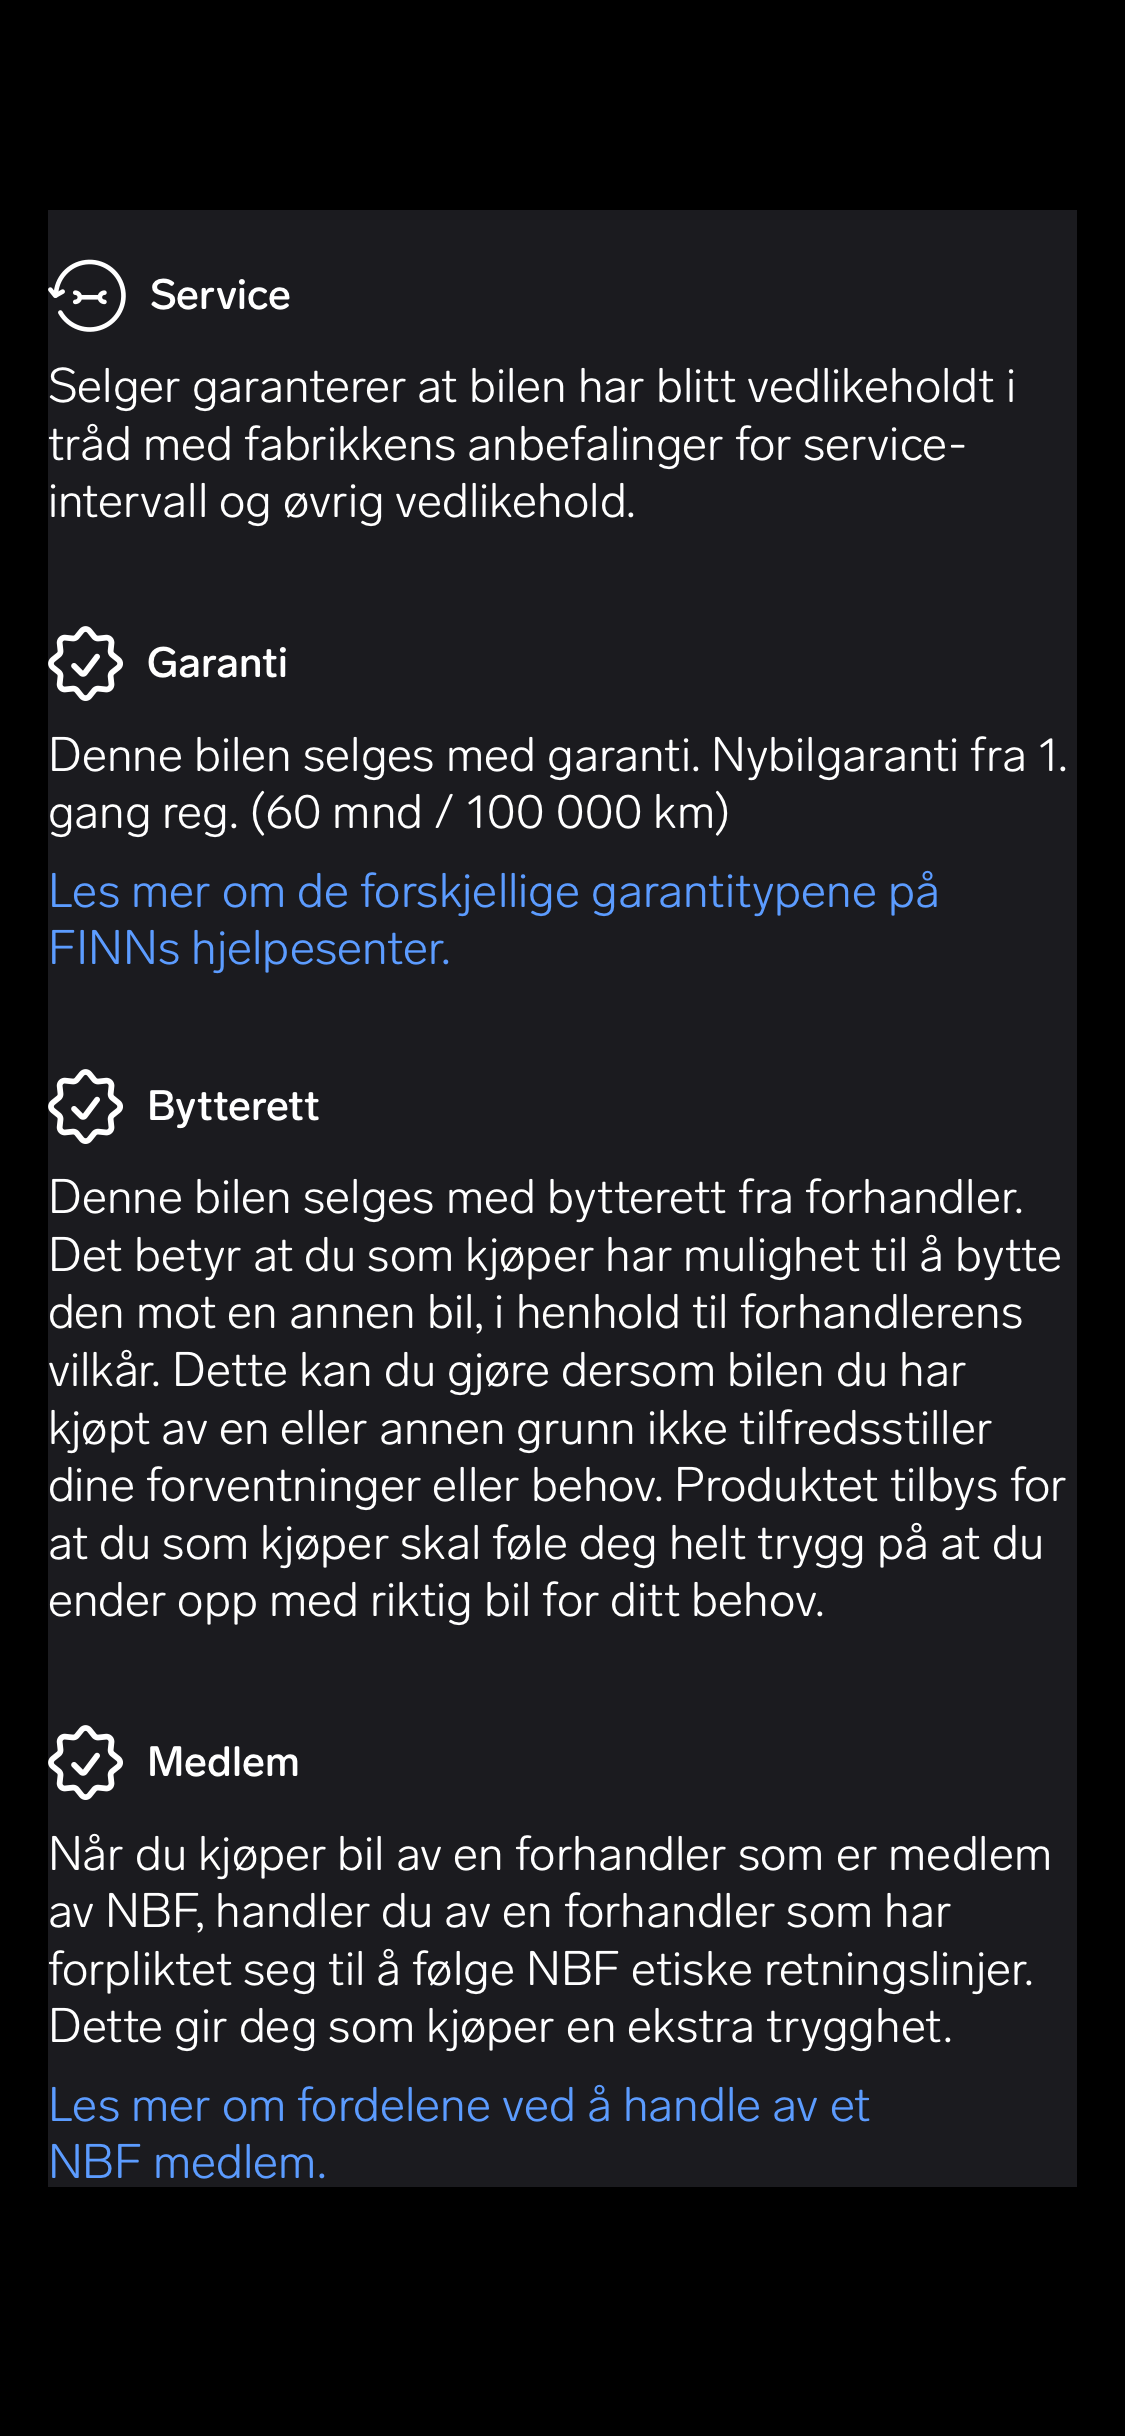 Service
Selger garanterer at bilen har blitt vedlikeholdt i
tråd med fabrikkens anbefalinger for service-
intervall og øvrig vedlikehold.
Garanti
Denne bilen selges med garanti. Nybilgaranti fra 1.
gang reg. (60 mnd / 100 000 km)
Les mer om de forskjellige garantitypene på
FINNs hjelpesenter.
Bytterett
Denne bilen selges med bytterett fra forhandler.
Det betyr at du som kjøper har mulighet til å bytte
den mot en annen bil, i henhold til forhandlerens
vilkår. Dette kan du gjøre dersom bilen du har
kjøpt av en eller annen grunn ikke tilfredsstiller
dine forventninger eller behov. Produktet tilbys for
at du som kjøper skal føle deg helt trygg på at du
ender opp med riktig bil for ditt behov.
Medlem
Når du kjøper bil av en forhandler som er medlem
av NBF, handler du av en forhandler som har
forpliktet seg til å følge NBF etiske retningslinjer.
Dette gir deg som kjøper en ekstra trygghet.
Les mer om fordelene ved å handle av et
NBF medlem.